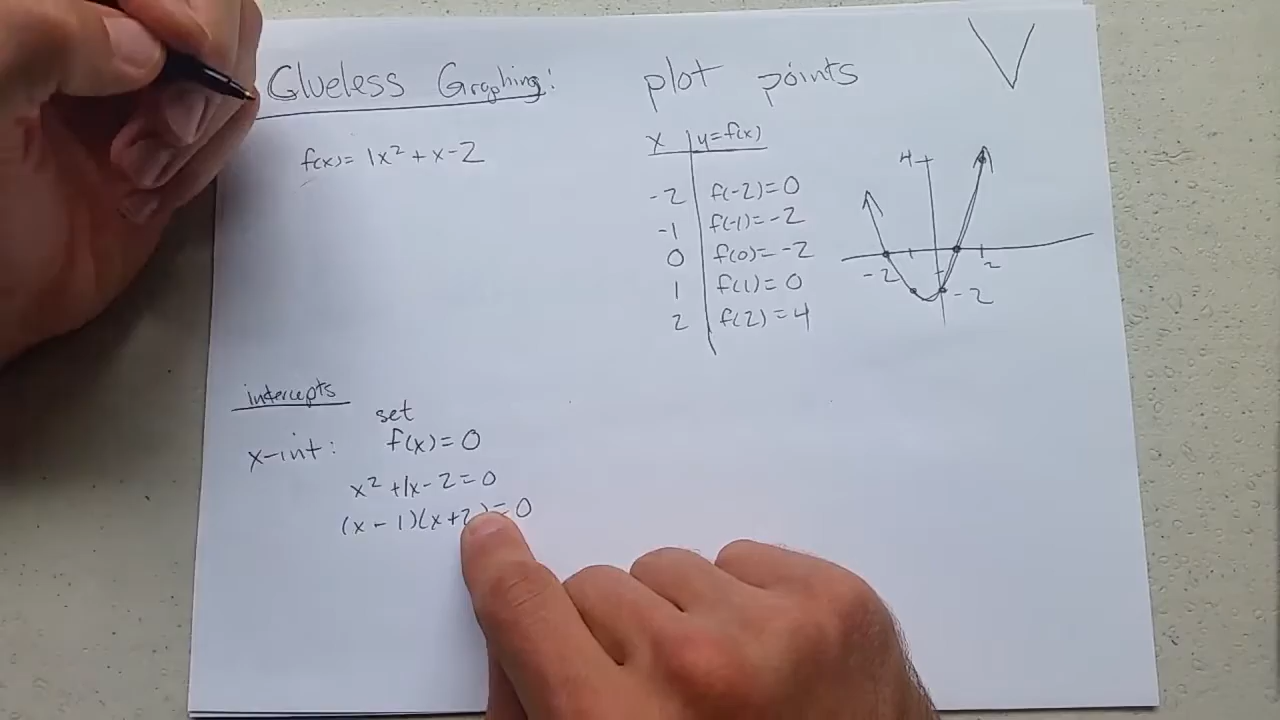 Clueless Graphing:
plot points
f(x) = 1x² + x - 2
x y=f(x)
-2 f(-2) = 0
-1 f(-1) = -2
0 f(0) = -2
1 f(1) = 0
2 f(2) = 4
4
-2 2
-2
intercepts
set
x-int: f(x) = 0
x² + 1x - 2 = 0
(x - 1)(x + 2) = 0